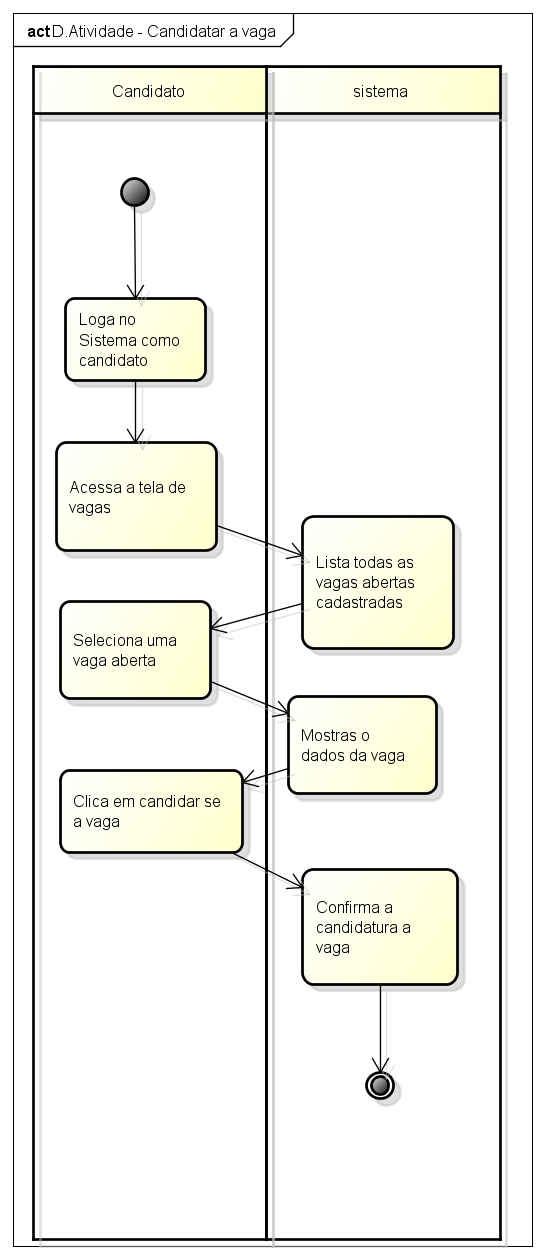 act D.Atividade - Candidatar a vaga
Candidato
sistema
Loga no
Sistema como
candidato
Acessa a tela de
vagas
Lista todas as
vagas abertas
cadastradas
Seleciona uma
vaga aberta
Mostras o
dados da vaga
Clica em candidar se
a vaga
Confirma a
candidatura a
vaga